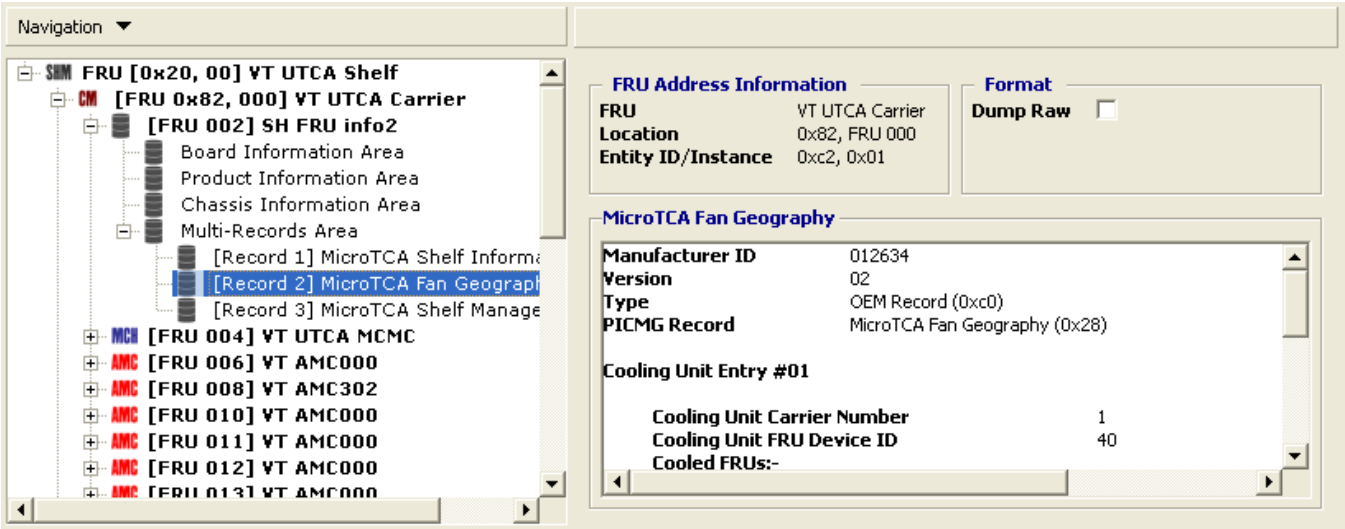 Navigation
SHM FRU [0x20, 00] VT UTCA Shelf
CM [FRU 0x82, 000] VT UTCA Carrier
[FRU 002] SH FRU info2
Board Information Area
Product Information Area
Chassis Information Area
Multi-Records Area
[Record 1] MicroTCA Shelf Informa
[Record 2] MicroTCA Fan Geograph
[Record 3] MicroTCA Shelf Manage
MCH [FRU 004] VT UTCA MCMC
AMC [FRU 006] VT AMC000
AMC [FRU 008] VT AMC302
AMC [FRU 010] VT AMC000
AMC [FRU 011] VT AMC000
AMC [FRU 012] VT AMC000
AMC [FRU 013] VT AMC000
FRU Address Information
FRU VT UTCA Carrier
Location 0x82, FRU 000
Entity ID/Instance 0xc2, 0x01
Format
Dump Raw
MicroTCA Fan Geography
Manufacturer ID 012634
Version 02
Type OEM Record (0xc0)
PICMG Record MicroTCA Fan Geography (0x28)
Cooling Unit Entry #01
Cooling Unit Carrier Number 1
Cooling Unit FRU Device ID 40
Cooled FRUs:-